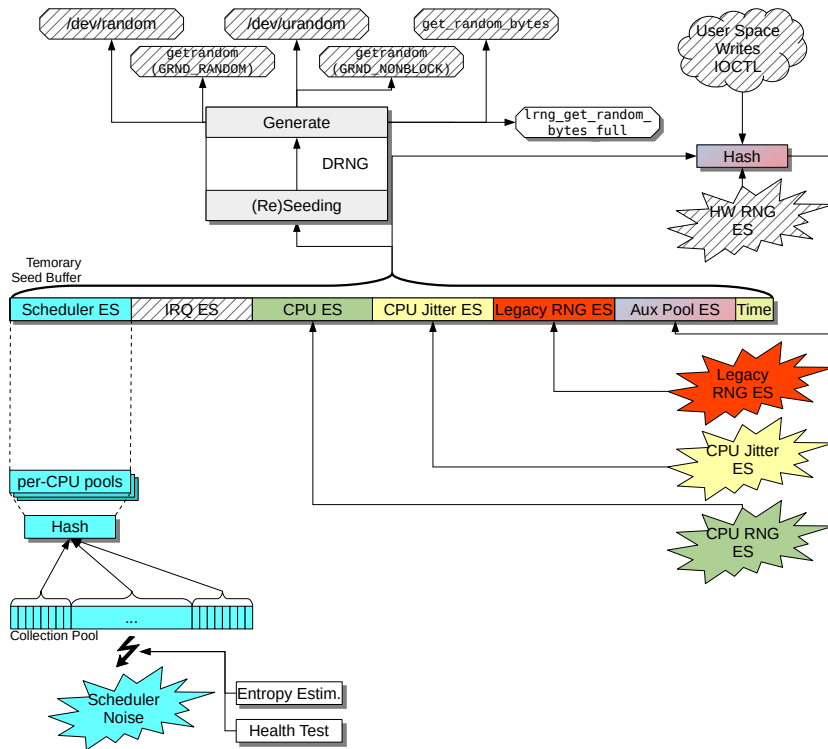 /dev/random
/dev/urandom
get_random_bytes
getrandom
(GRND_RANDOM)
getrandom
(GRND_NONBLOCK)
User Space
Writes
IOCTL
Generate
lrng_get_random_
bytes_full
DRNG
Hash
(Re)Seeding
HW RNG
ES
Temorary
Seed Buffer
Scheduler ES
IRQ ES
CPU ES
CPU Jitter ES
Legacy RNG ES
Aux Pool ES
Time
Legacy
RNG ES
CPU Jitter
ES
per-CPU pools
Hash
CPU RNG
ES
...
Collection Pool
Scheduler
Noise
Entropy Estim.
Health Test